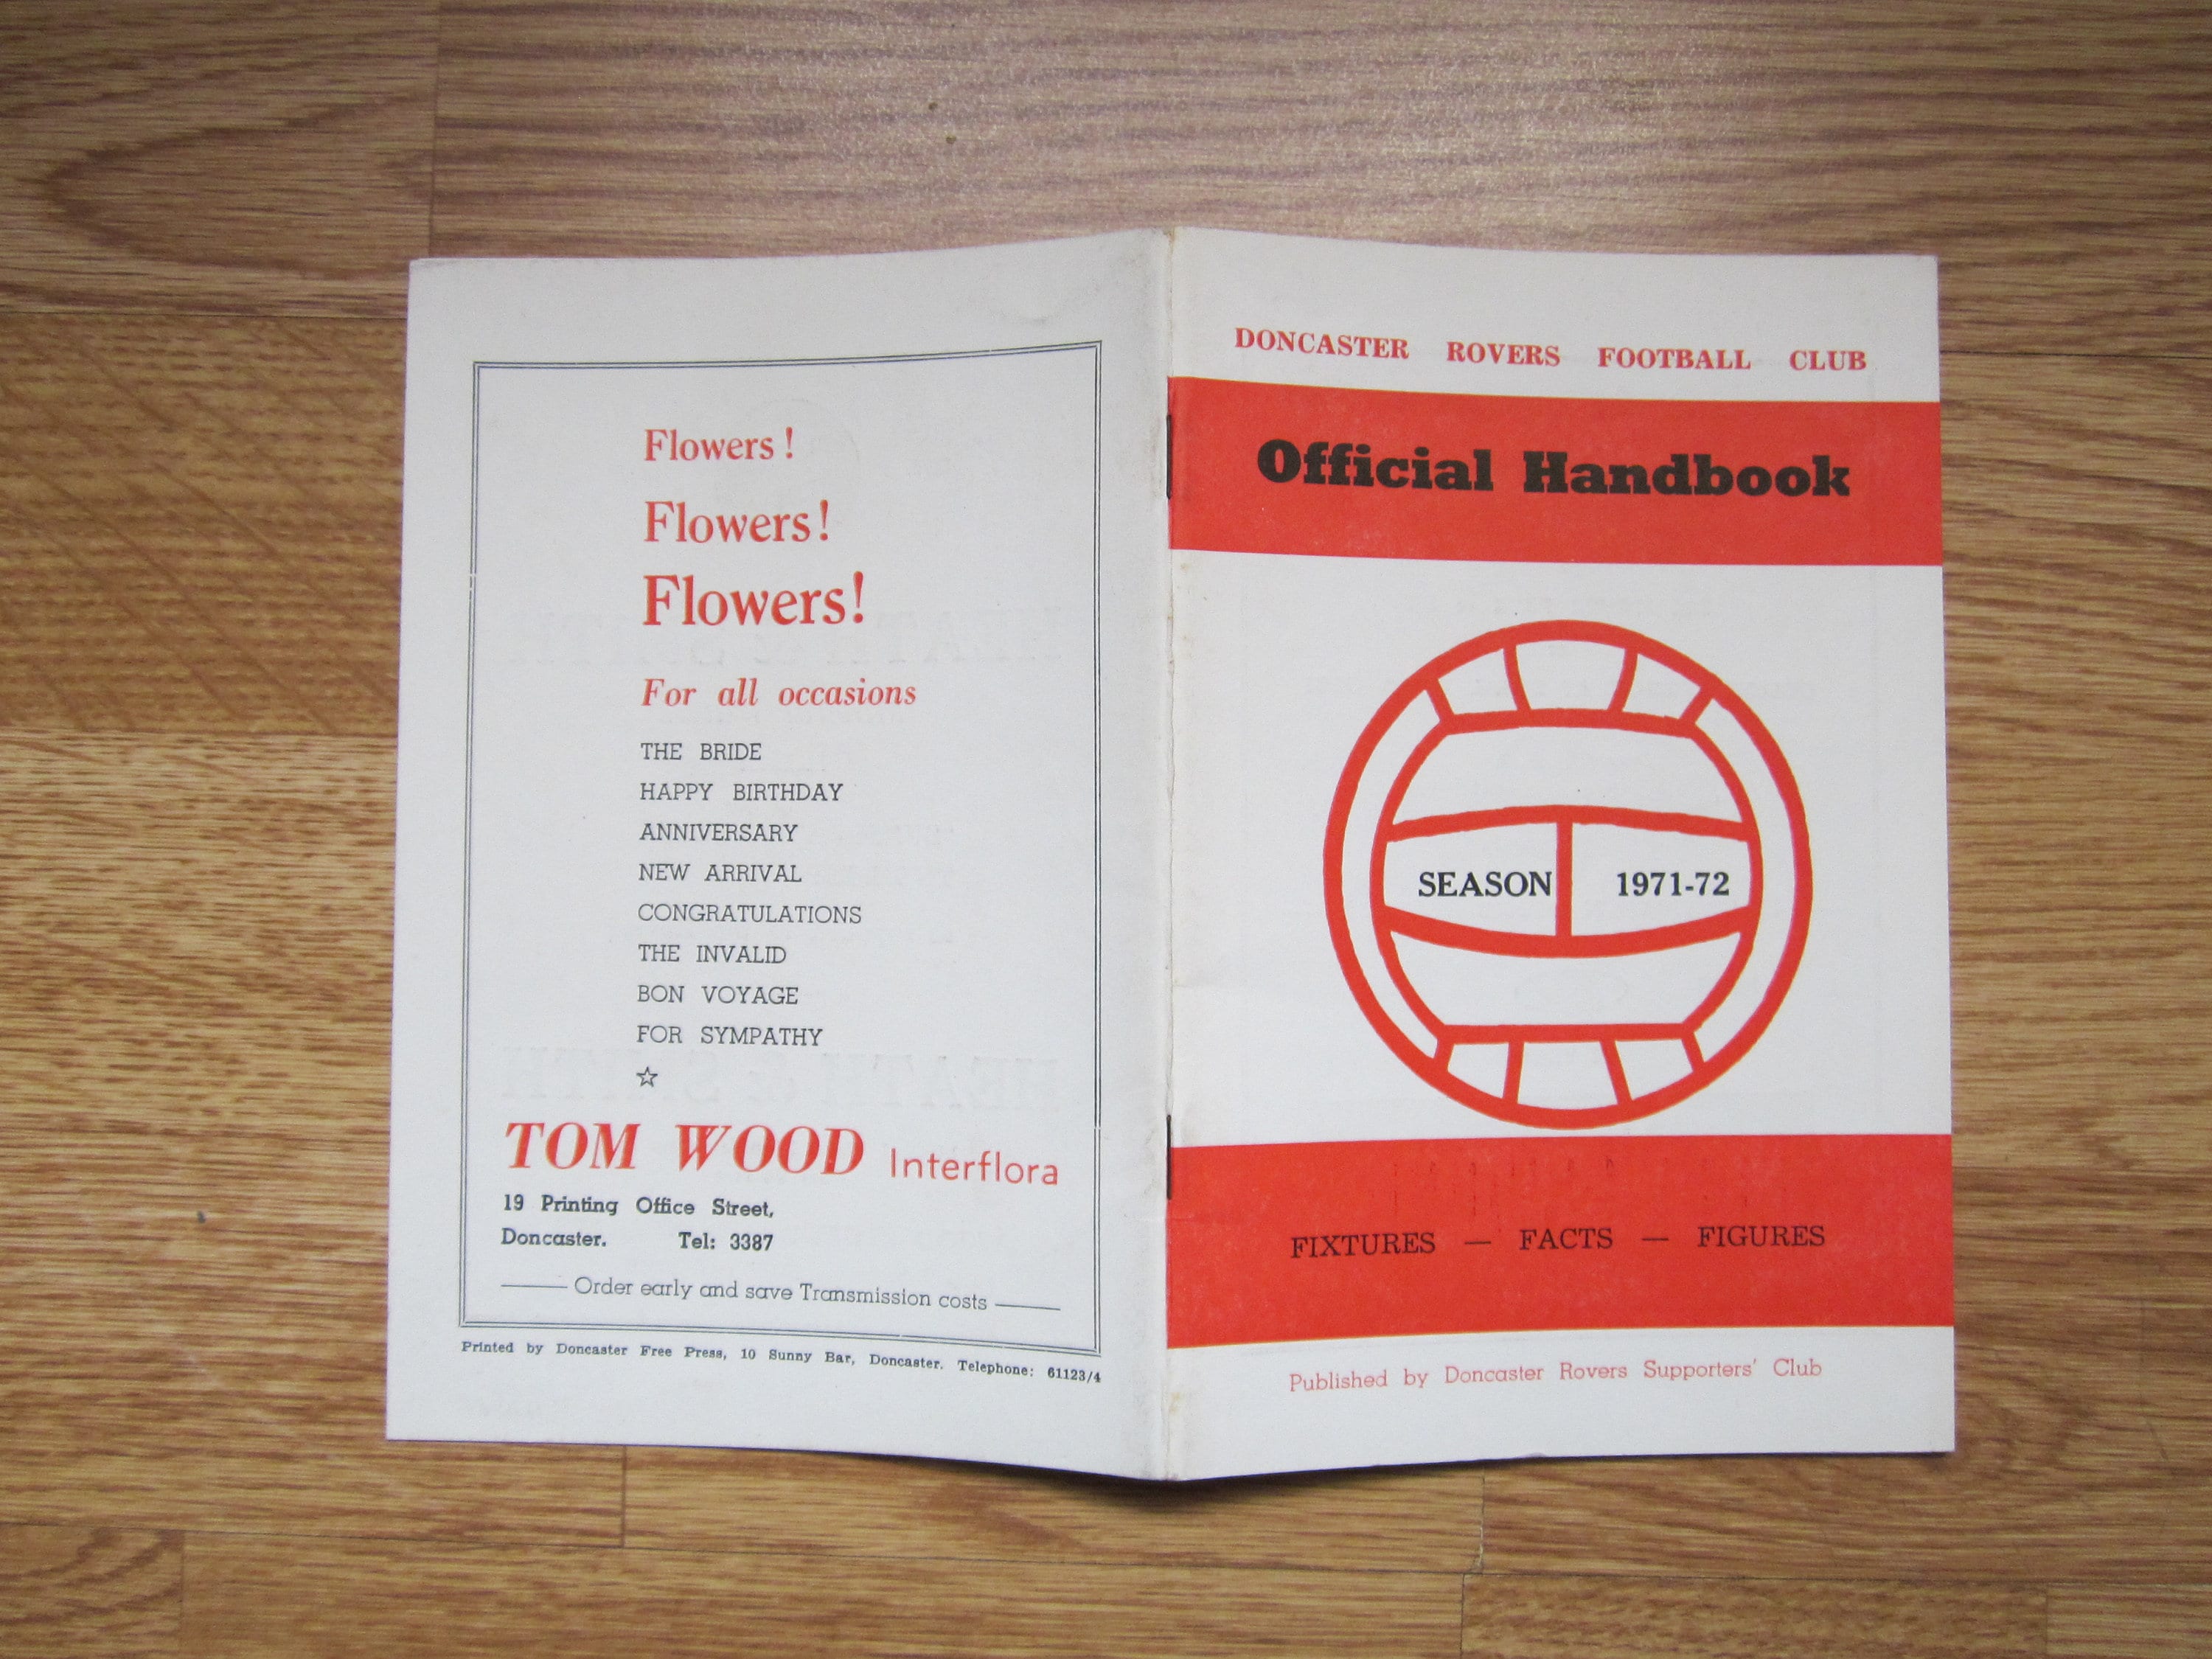 Flowers !
Flowers!
Flowers!
For all occasions
THE BRIDE
HAPPY BIRTHDAY
ANNIVERSARY
NEW ARRIVAL
CONGRATULATIONS
THE INVALID
BON VOYAGE
FOR SYMPATHY
TOM WOOD Interflora
19 Printing Office Street,
Doncaster. Tel: 3387
Order early and save Transmission costs
Printed by Doncaster Free Press, 10 Sunny Bar, Doncaster. Telephone: 61123/4
DONCASTER ROVERS FOOTBALL CLUB
Official Handbook
SEASON 1971-72
FIXTURES — FACTS — FIGURES
Published by Doncaster Rovers Supporters' Club